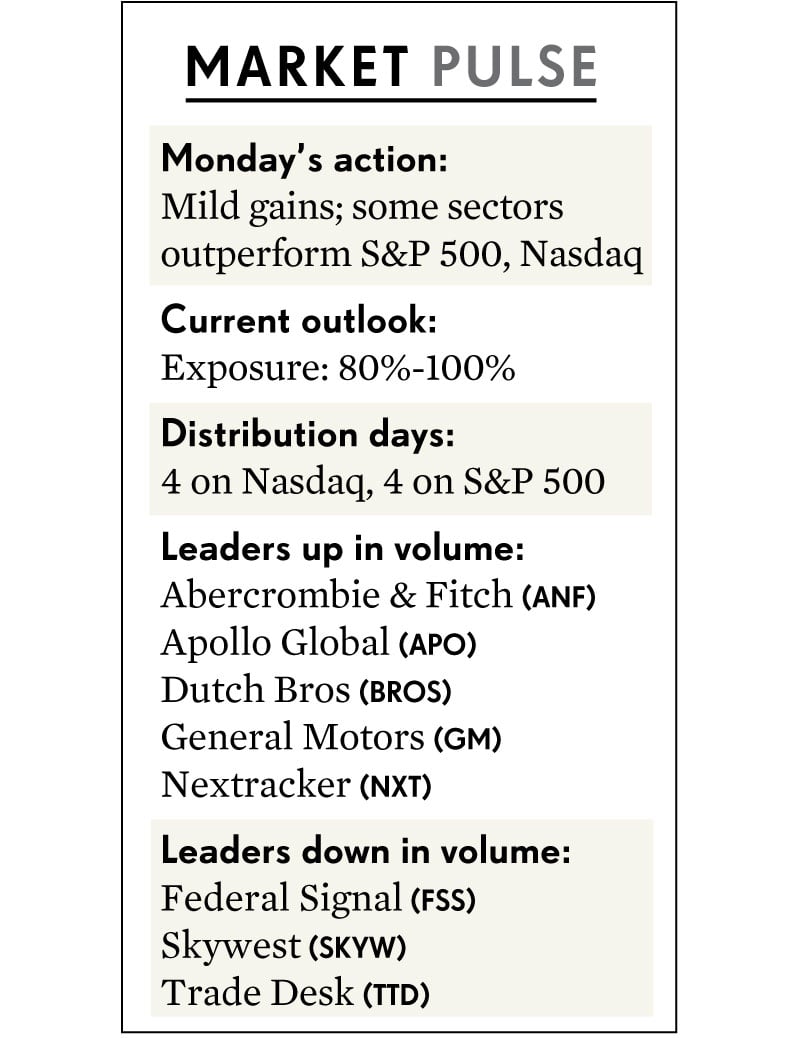 MARKET PULSE
Monday's action:
Mild gains; some sectors
outperform S&P 500, Nasdaq
Current outlook:
Exposure: 80%-100%
Distribution days:
4 on Nasdaq, 4 on S&P 500
Leaders up in volume:
Abercrombie & Fitch (ANF)
Apollo Global (APO)
Dutch Bros (BROS)
General Motors (GM)
Nextracker (NXT)
Leaders down in volume:
Federal Signal (FSS)
Skywest (SKYW)
Trade Desk (TTD)